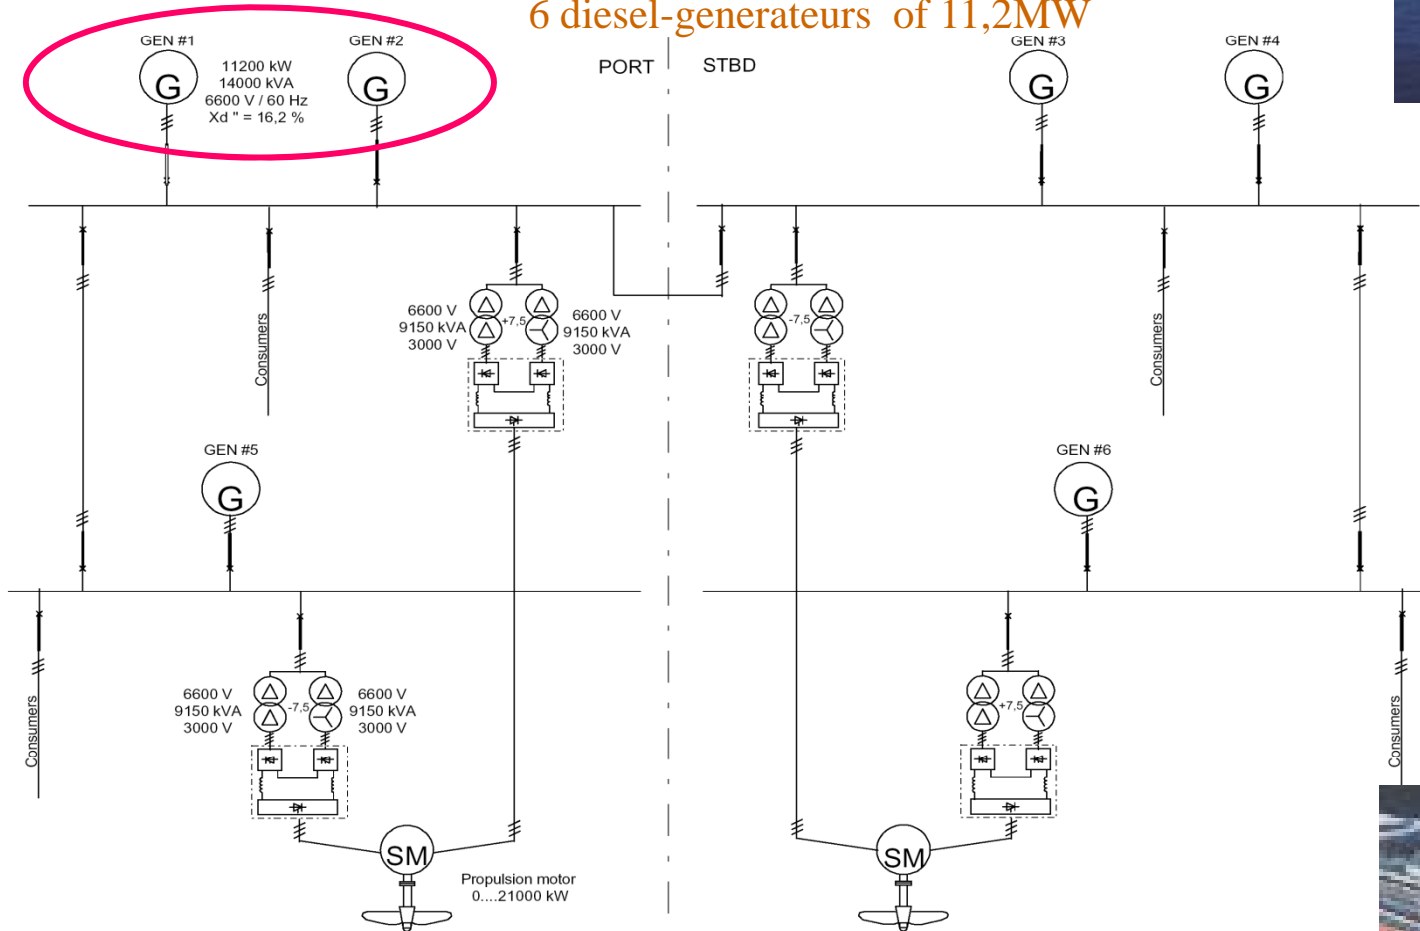 6 diesel-generateurs of 11,2MW
GEN #1
GEN #2
GEN #3
GEN #4
G
11200 kW
14000 kVA
6600 V / 60 Hz
Xd " = 16,2 %
G
PORT
STBD
G
G
Consumers
6600 V
9150 kVA
3000 V
+7,5
6600 V
9150 kVA
3000 V
-7,5
Consumers
GEN #5
G
GEN #6
G
Consumers
6600 V
9150 kVA
3000 V
-7,5
6600 V
9150 kVA
3000 V
+7,5
Consumers
SM
Propulsion motor
0....21000 kW
SM